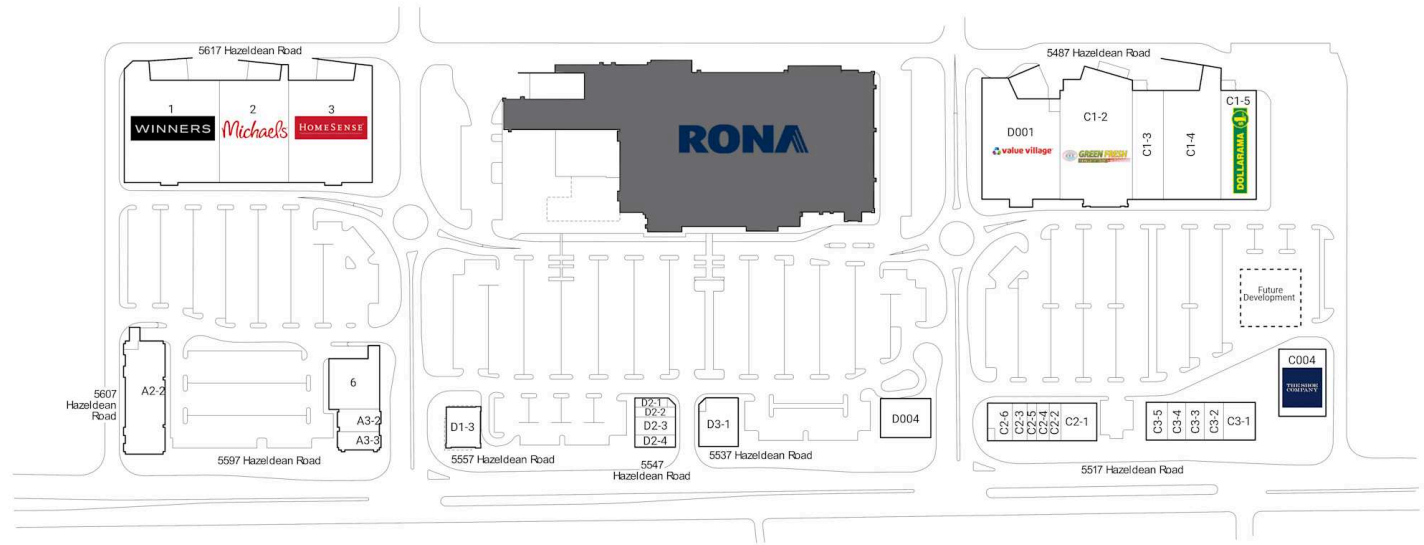 5617 Hazeldean Road
1
WINNERS
2
Michaels
3
HOMESENSE
RONA
5487 Hazeldean Road
D001
value village
C1-2
GREEN FRESH
C1-3
C1-4
C1-5
DOLLARAMA
Future
Development
C004
THE SHOE
COMPANY
5607
Hazeldean
Road
A2-2
6
A3-2
A3-3
5597 Hazeldean Road
D1-3
5557 Hazeldean Road
D2-1
D2-2
D2-3
D2-4
5547
Hazeldean Road
D3-1
5537 Hazeldean Road
D004
C2-6
C2-3
C2-5
C2-4
C2-2
C2-1
C3-5
C3-4
C3-3
C3-2
C3-1
5517 Hazeldean Road